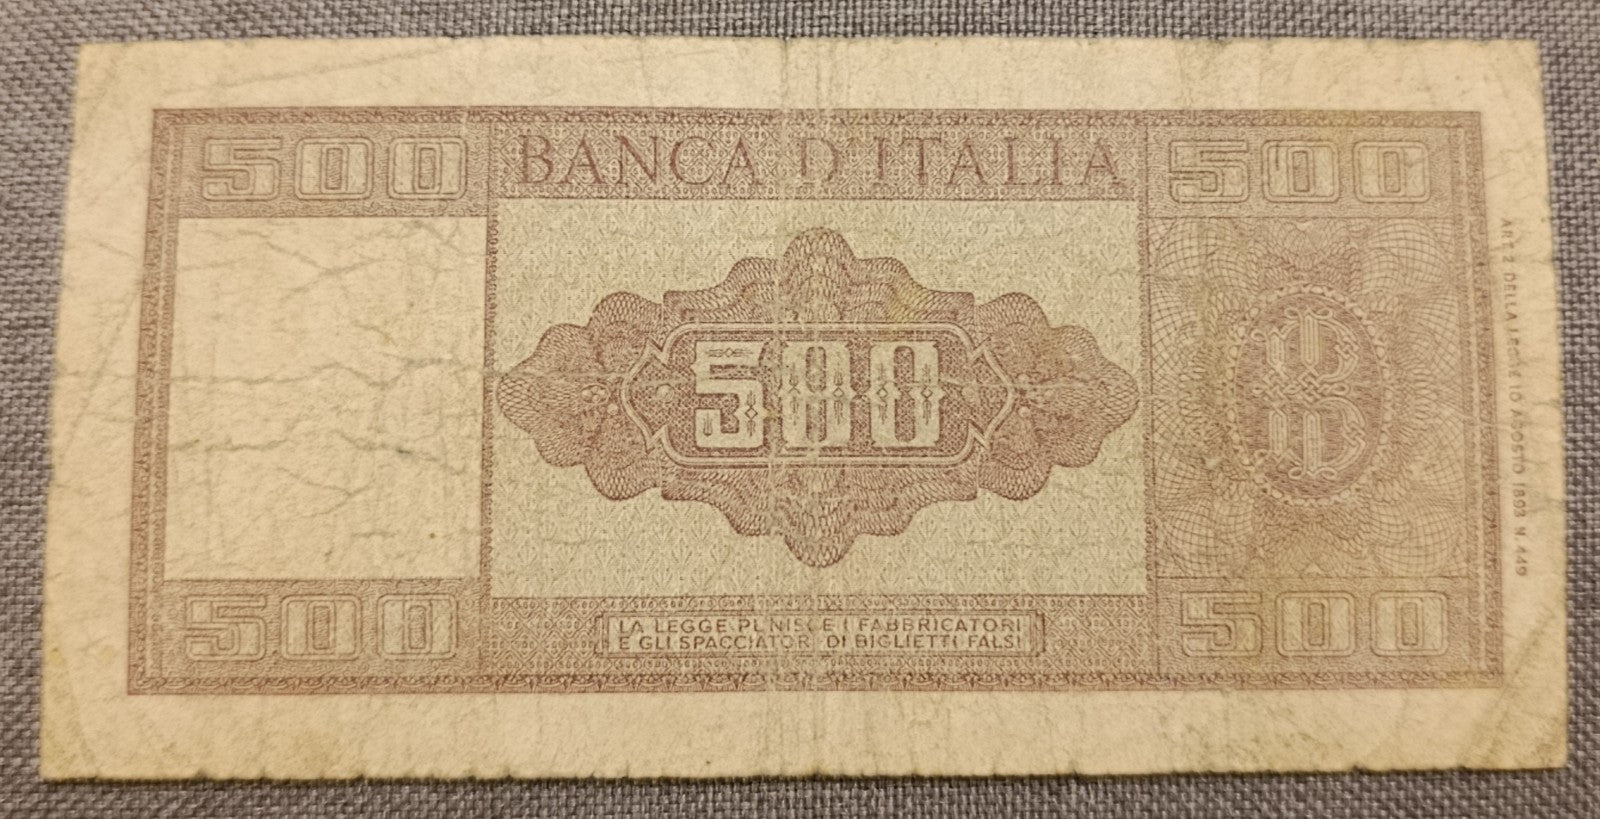 500 BANCA D'ITALIA 500
500
B
ART 2 DELLA LEGGE 10 AGOSTO 1893 N 449
500 500
LA LEGGE PUNISCE I FABBRICATORI
E GLI SPACCIATORI DI BIGLIETTI FALSI